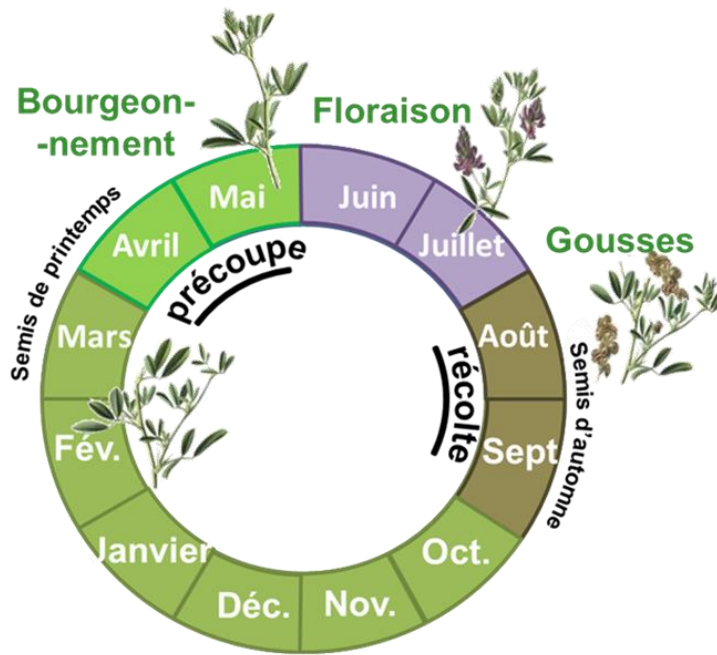 Bourgeon-
-nement
Floraison
Gousses
Semis de printemps
Semis d'automne
précoupe
récolte
Janvier
Fév.
Mars
Avril
Mai
Juin
Juillet
Août
Sept
Oct.
Nov.
Déc.